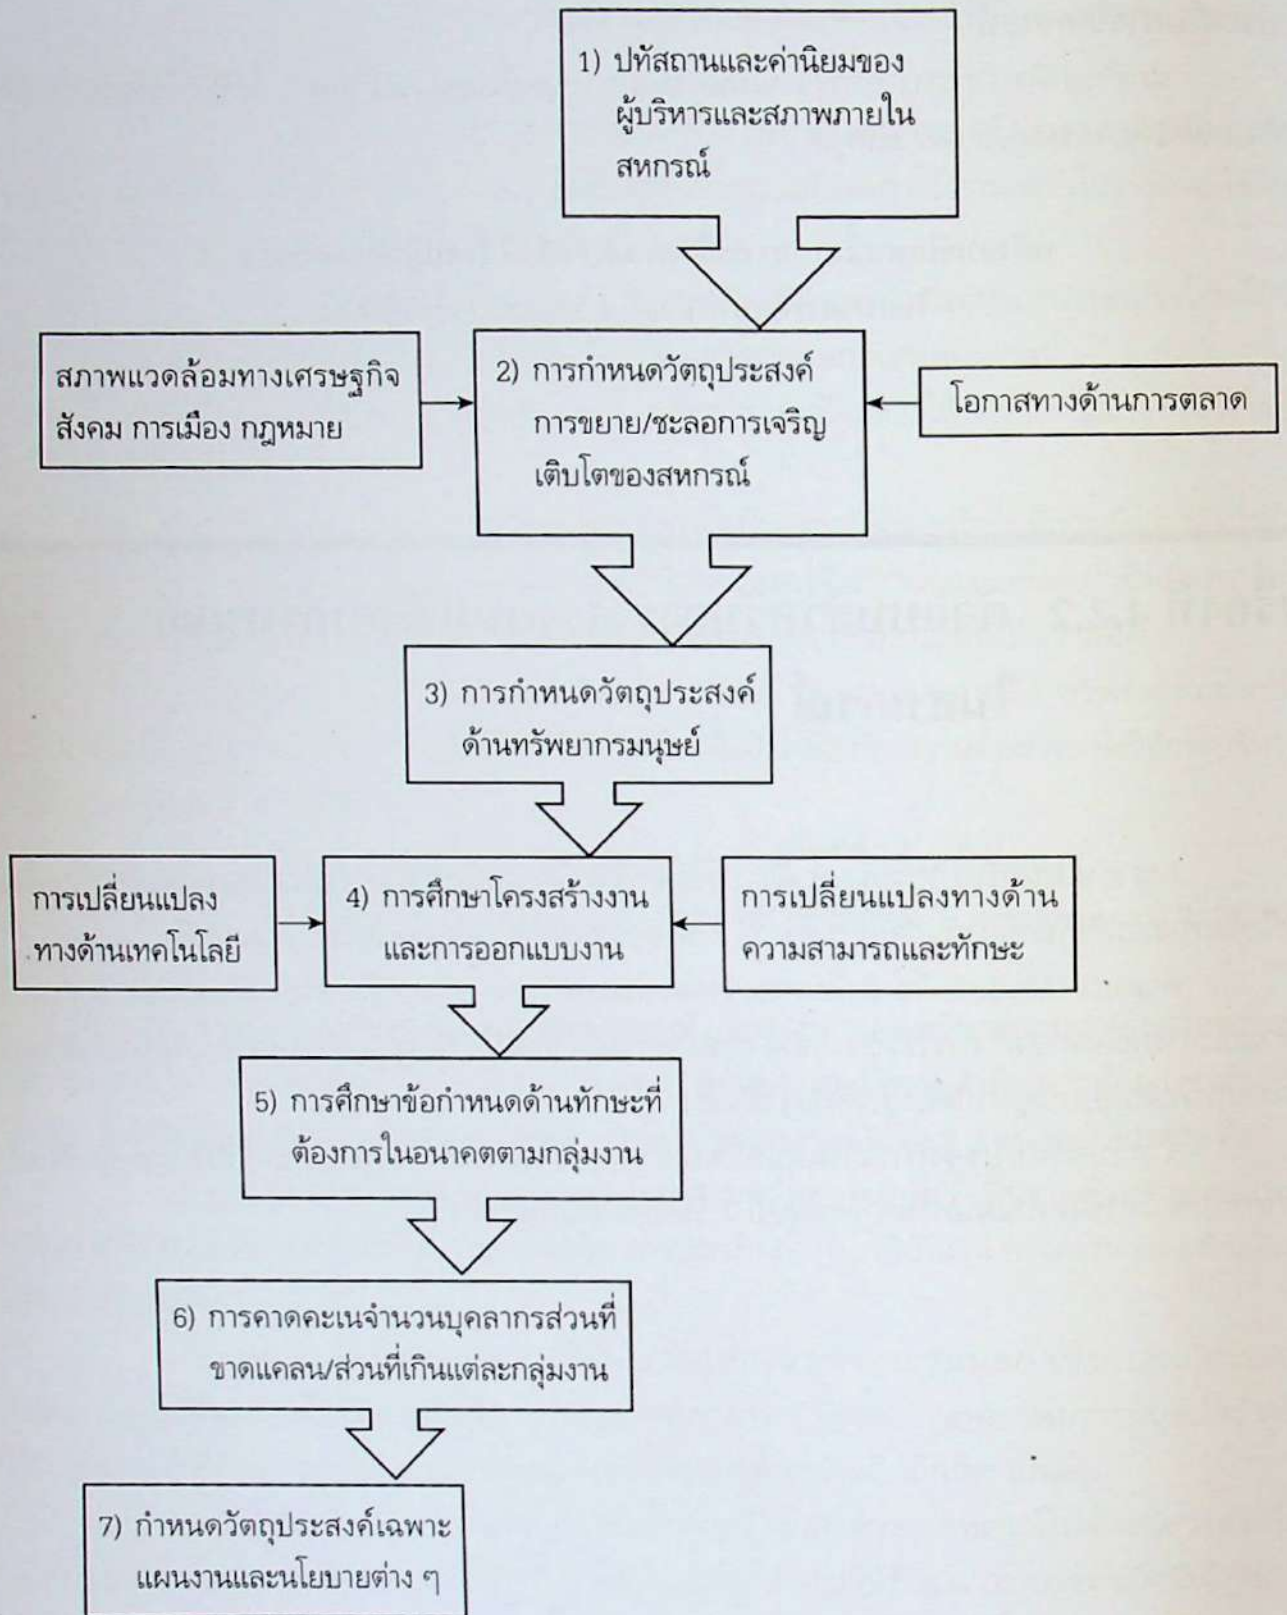 1) ปทัสถานและค่านิยมของ
ผู้บริหารและสภาพภายใน
สหกรณ์
สภาพแวดล้อมทางเศรษฐกิจ
สังคม การเมือง กฎหมาย
2) การกำหนดวัตถุประสงค์
การขยาย/ชะลอการเจริญ
เติบโตของสหกรณ์
โอกาสทางด้านการตลาด
3) การกำหนดวัตถุประสงค์
ด้านทรัพยากรมนุษย์
การเปลี่ยนแปลง
ทางด้านเทคโนโลยี
4) การศึกษาโครงสร้างงาน
และการออกแบบงาน
การเปลี่ยนแปลงทางด้าน
ความสามารถและทักษะ
5) การศึกษาข้อกำหนดด้านทักษะที่
ต้องการในอนาคตตามกลุ่มงาน
6) การคาดคะเนจำนวนบุคลากรส่วนที่
ขาดแคลน/ส่วนที่เกินแต่ละกลุ่มงาน
7) กำหนดวัตถุประสงค์เฉพาะ
แผนงานและนโยบายต่าง ๆ